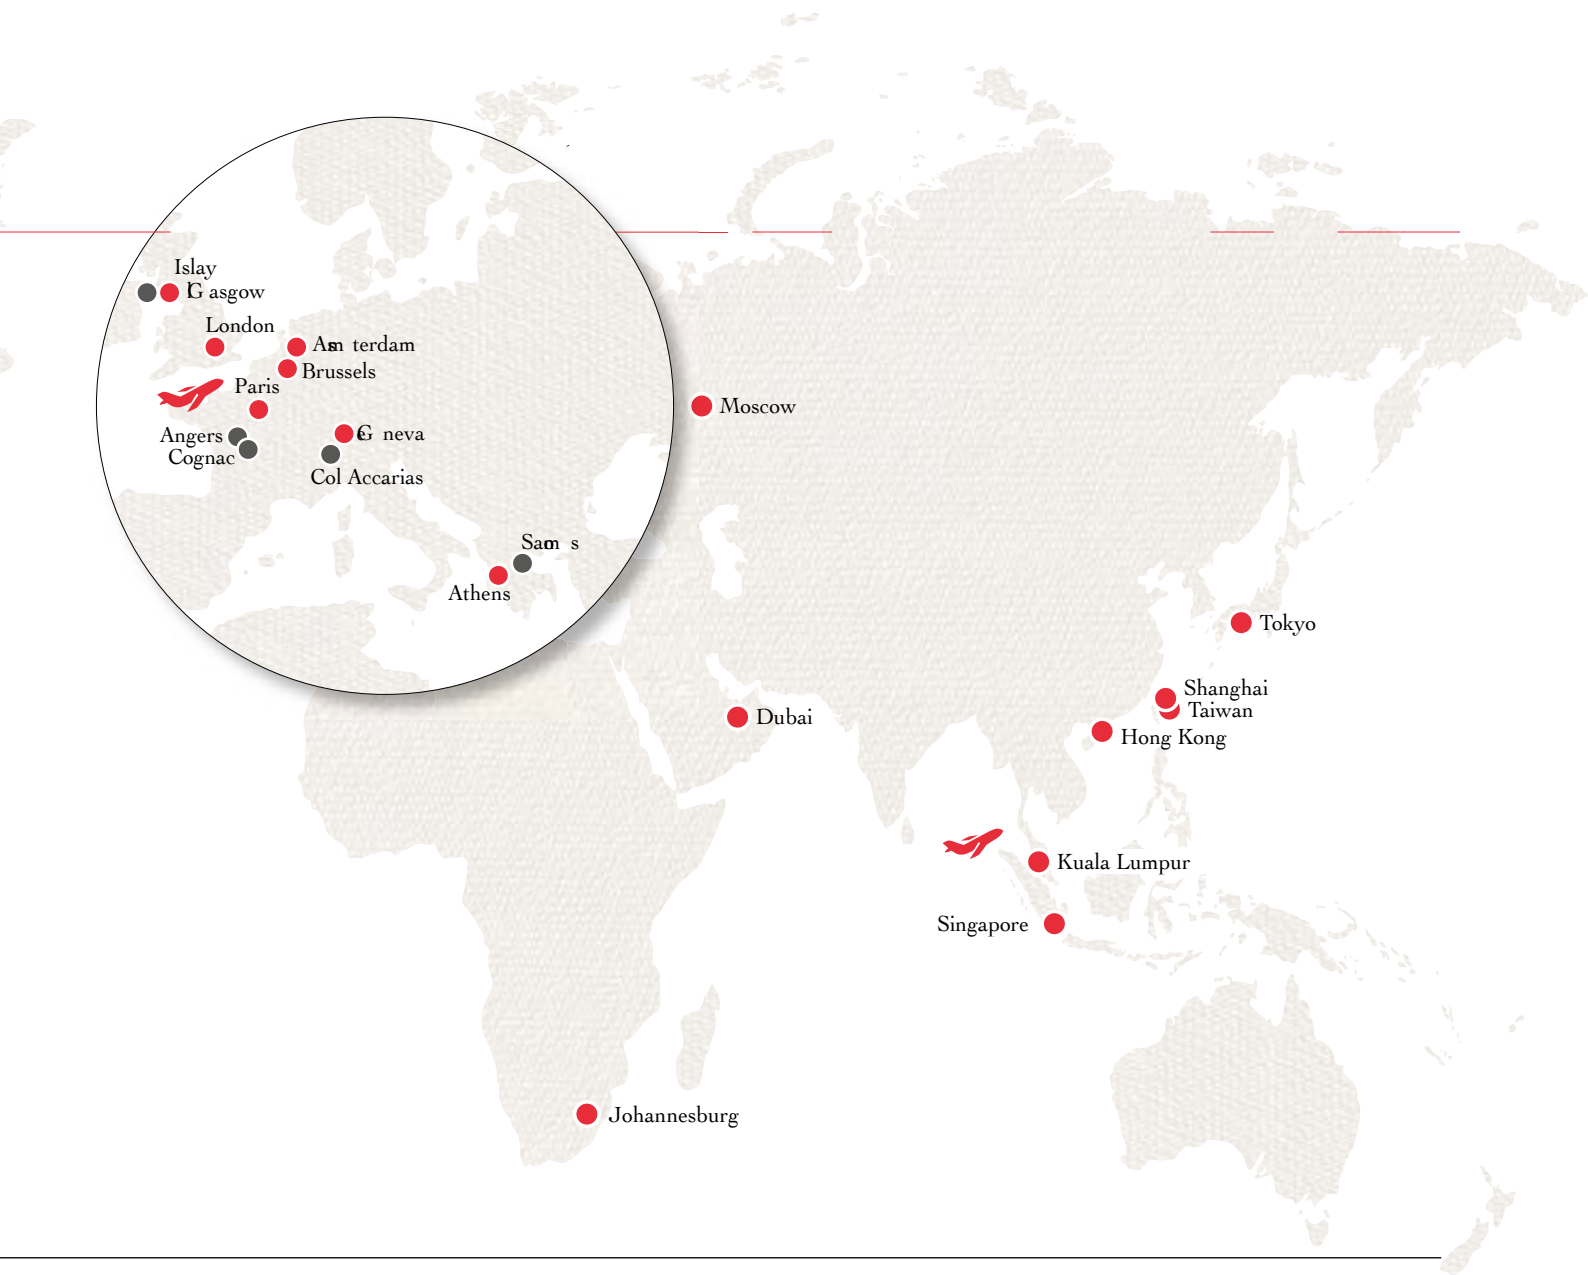 Islay
Glasgow
London
Amsterdam
Brussels
Paris
Moscow
Angers
Geneva
Cognac
Col Accarias
Samos
Athens
Tokyo
Shanghai
Taiwan
Dubai
Hong Kong
Kuala Lumpur
Singapore
Johannesburg